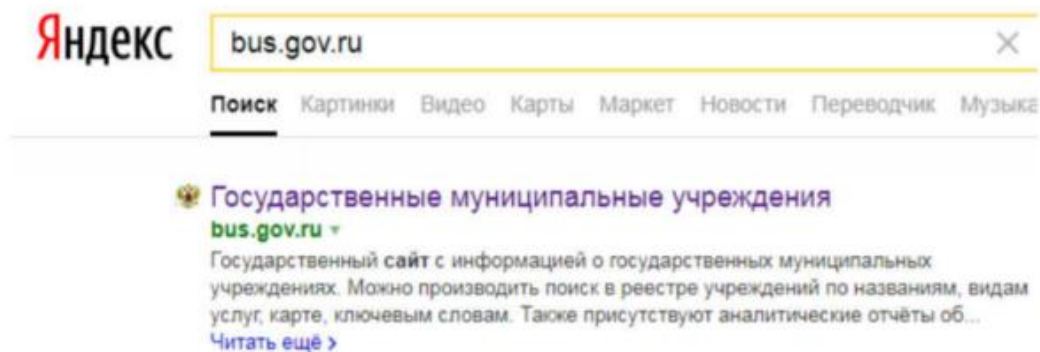 Яндекс
bus.gov.ru
Поиск Картинки Видео Карты Маркет Новости Переводчик Музыка
Государственные муниципальные учреждения
bus.gov.ru
Государственный сайт с информацией о государственных муниципальных
учреждениях. Можно производить поиск в реестре учреждений по названиям, видам
услуг, карте, ключевым словам. Также присутствуют аналитические отчёты об...
Читать ещё >